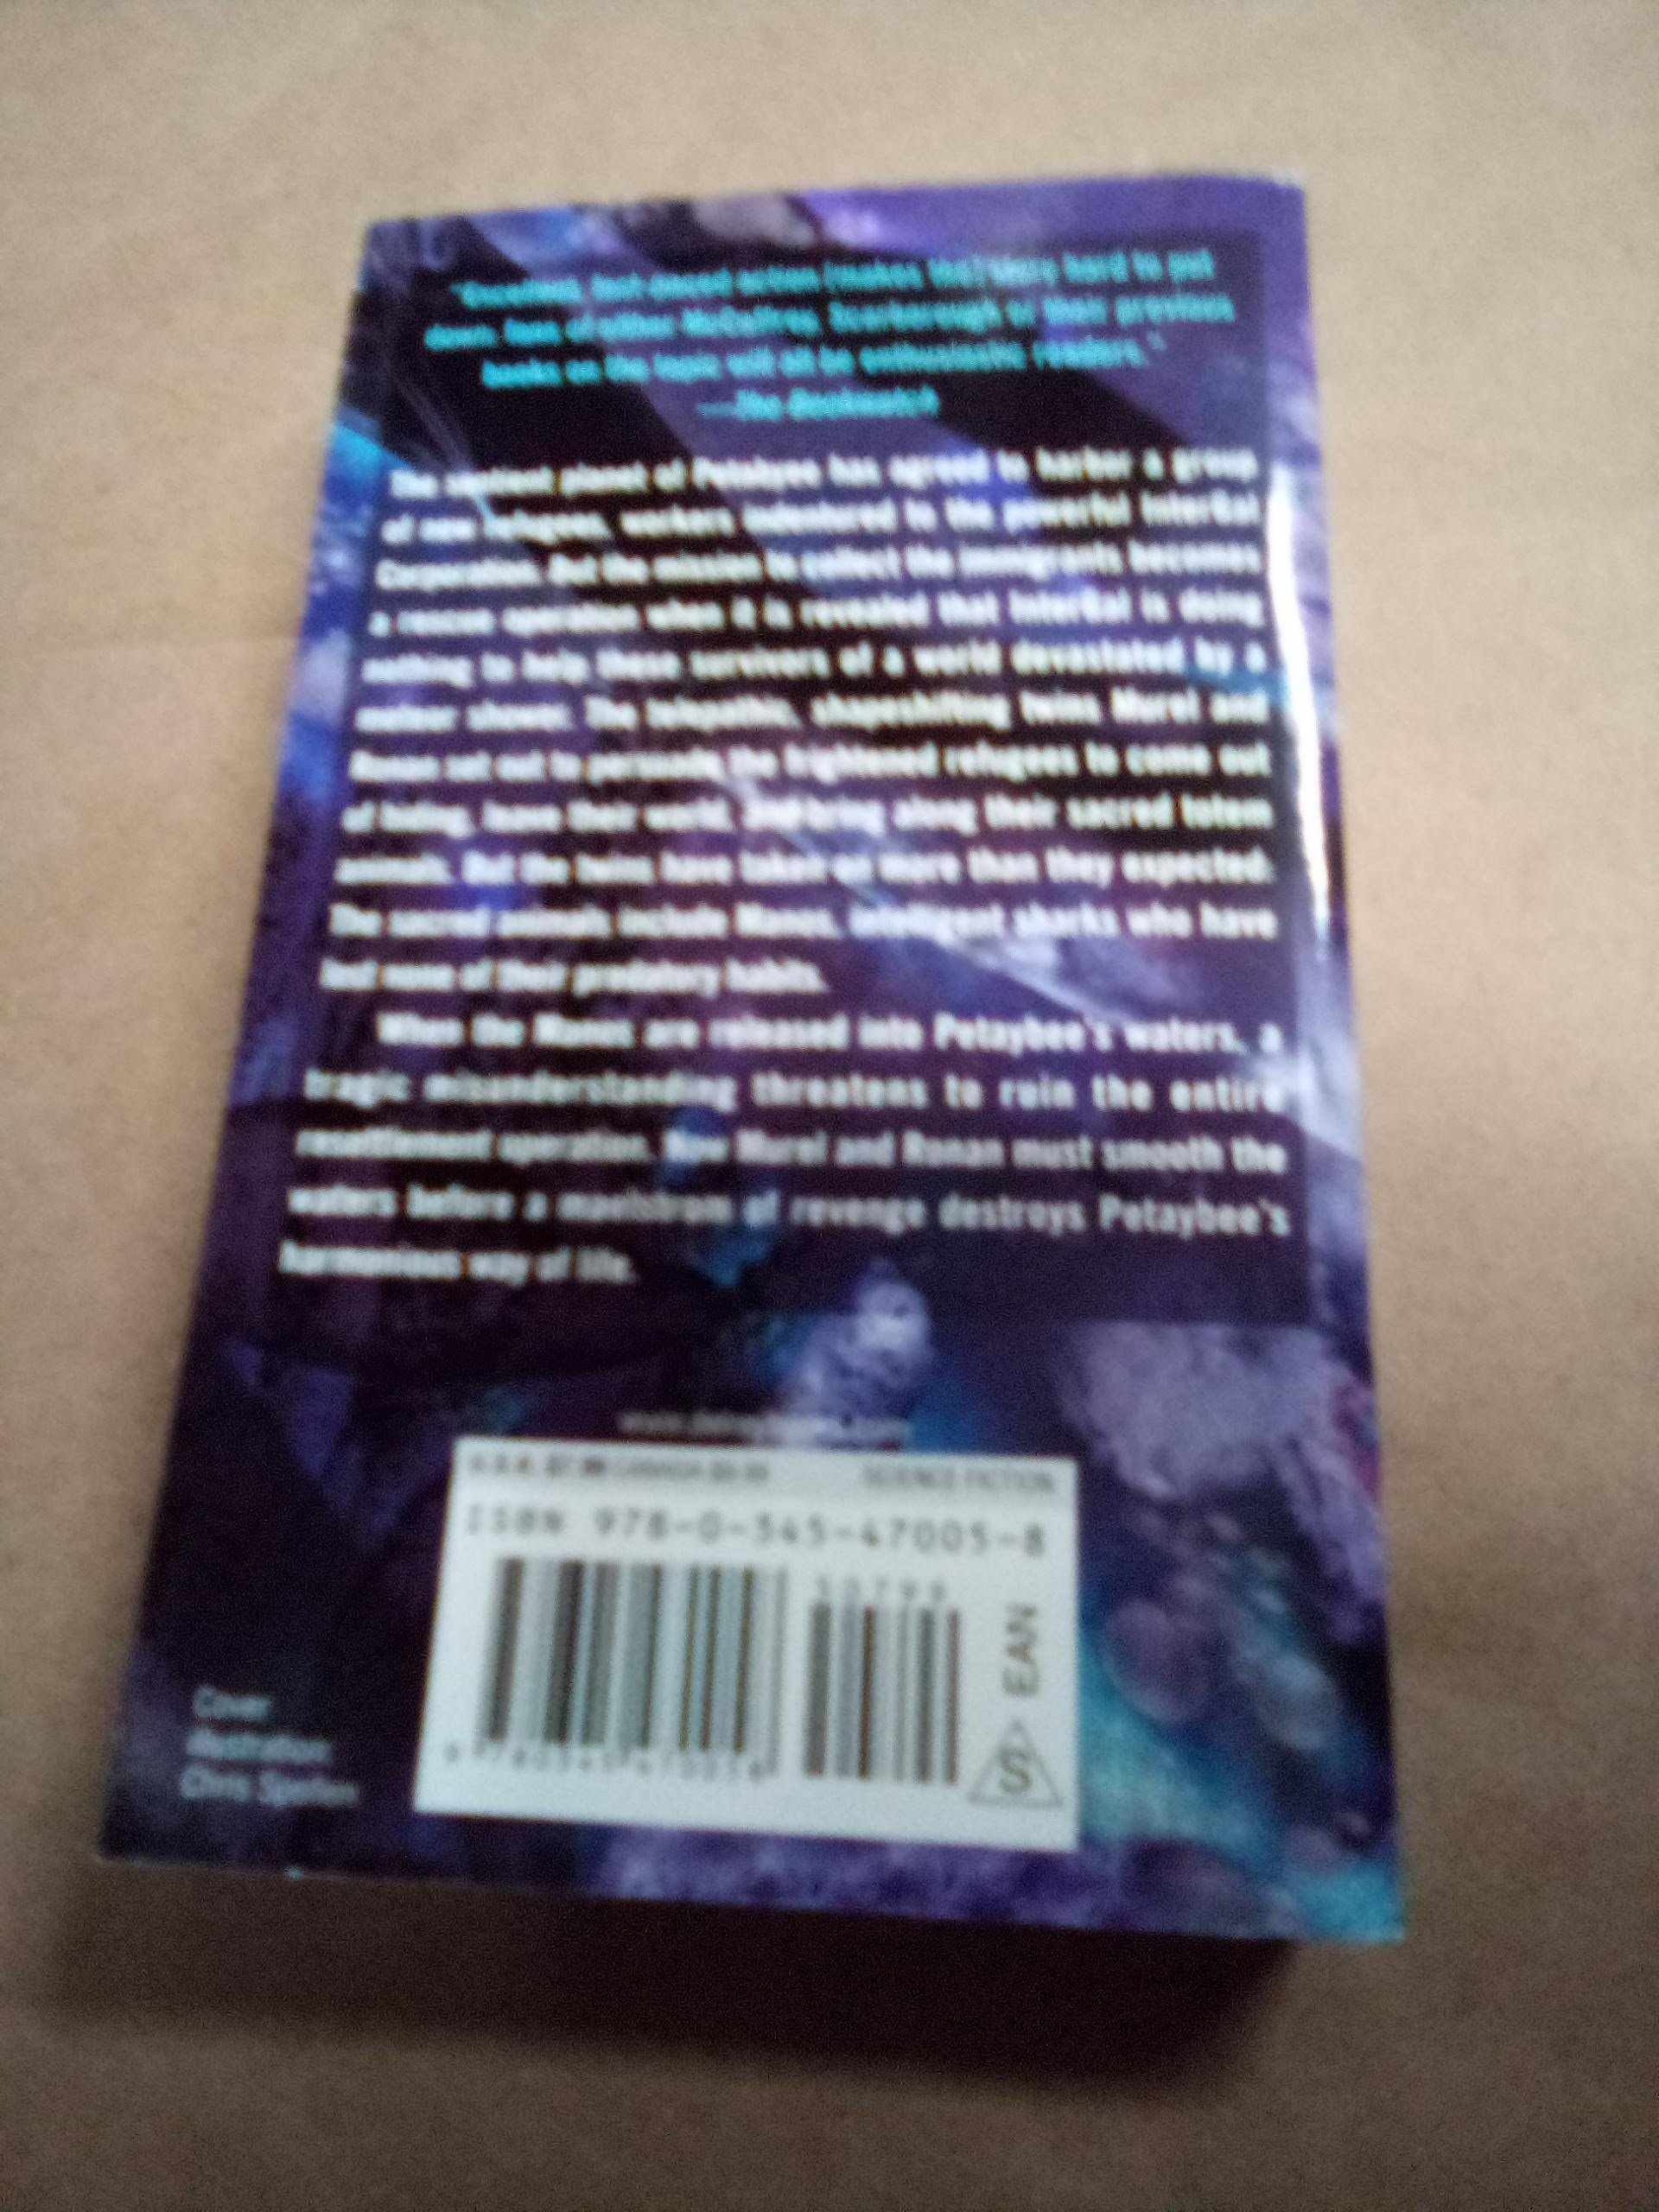 "Excellent, fast-paced action [makes this] story hard to put
down, fans of either McCaffrey, Scarborough or their previous
books on the topic will all be enthusiastic readers."
—The Bookwatch
The sentient planet of Petaybee has agreed to harbor a group
of new refugees, workers indentured to the powerful InterGal
Corporation. But the mission to collect the immigrants becomes
a rescue operation when it is revealed that InterGal is doing
nothing to help these survivors of a world devastated by a
meteor shower. The telepathic, shapeshifting twins Murel and
Ronan set out to persuade the frightened refugees to come out
of hiding, leave their world, and bring along their sacred totem
animals. But the twins have taken on more than they expected:
The sacred animals include Manos, intelligent sharks who have
lost none of their predatory habits.
When the Manos are released into Petaybee's waters, a
tragic misunderstanding threatens to ruin the entire
resettlement operation. Now Murel and Ronan must smooth the
waters before a maelstrom of revenge destroys Petaybee's
harmonious way of life.
U.S.A. $7.99 CANADA SCIENCE FICTION
ISBN 978-0-345-47005-8
50799
EAN
S
9 780345 470058
Cover
illustration:
Chris